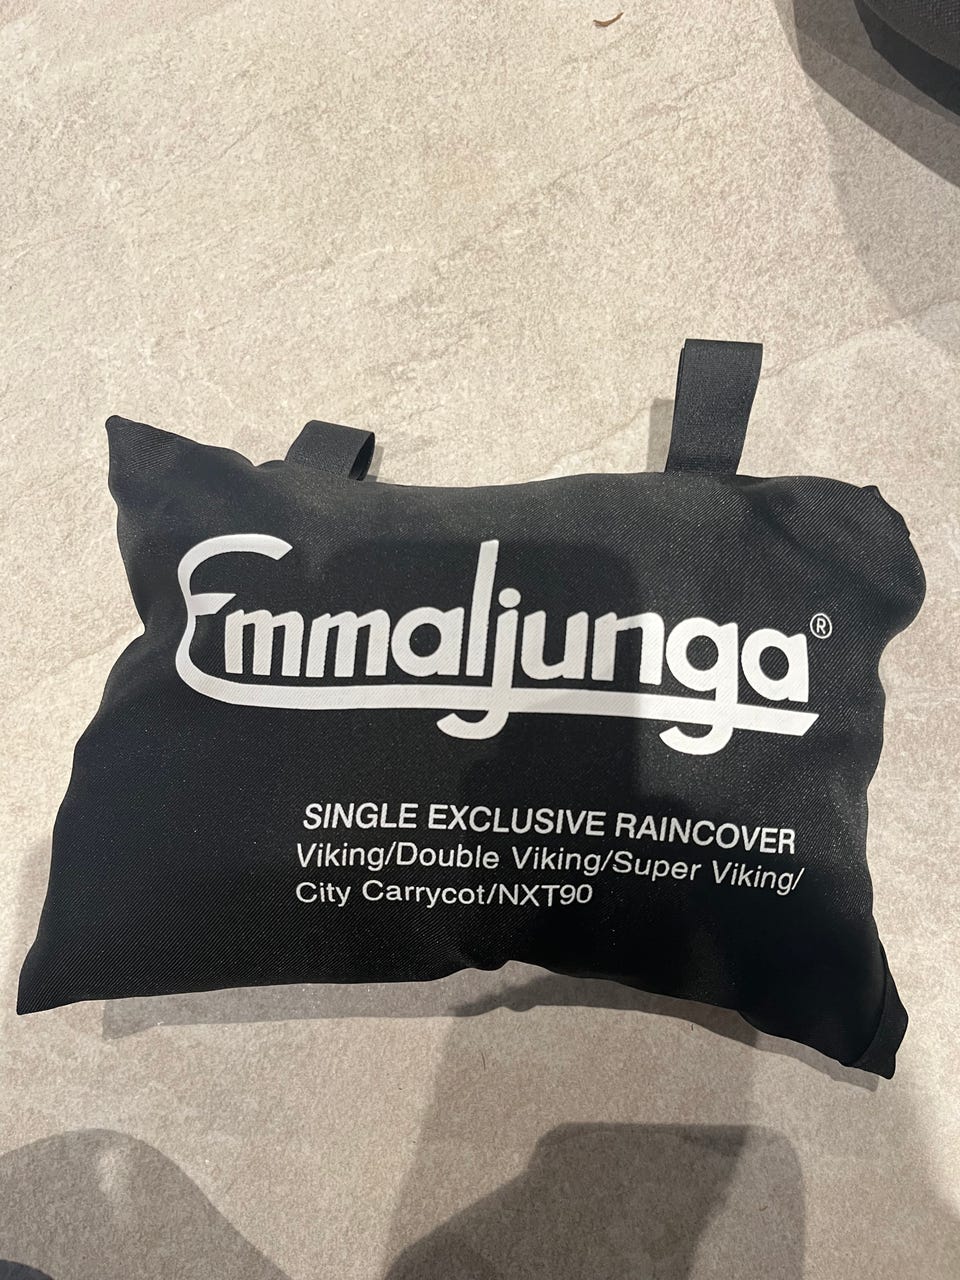 Emmaljunga®
SINGLE EXCLUSIVE RAINCOVER
Viking/Double Viking/Super Viking/
City Carrycot/NXT90